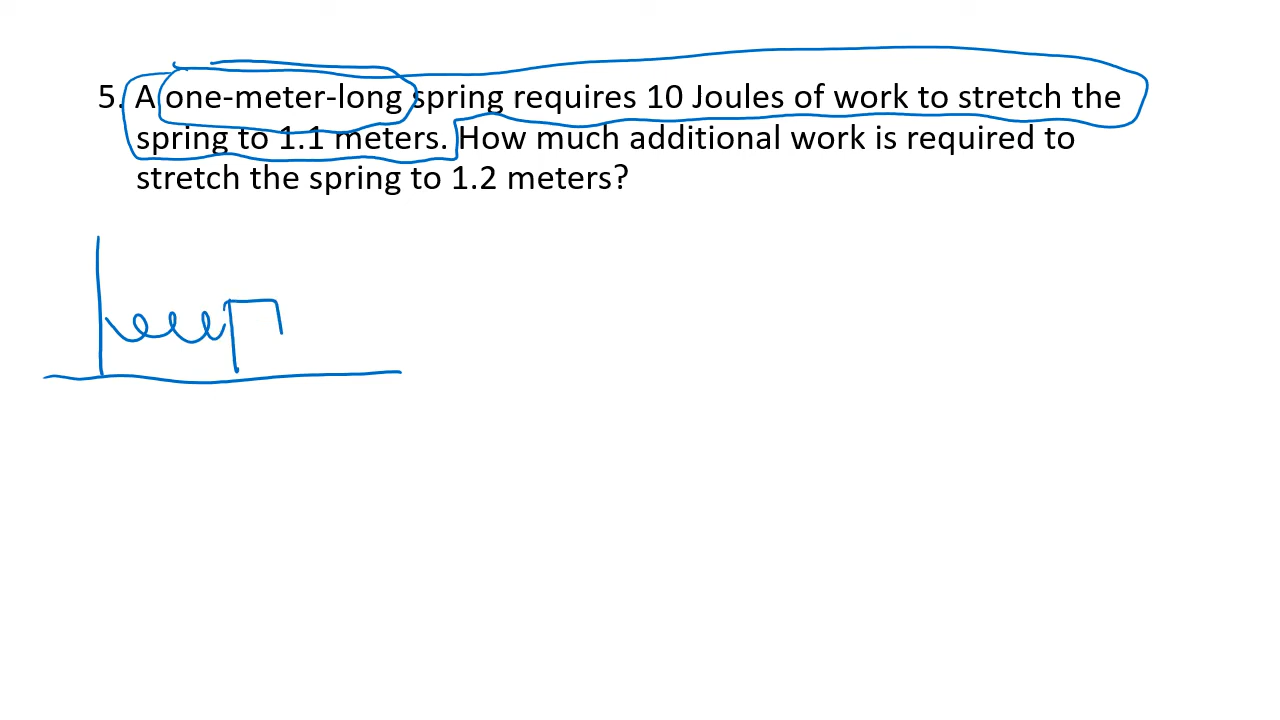 5. A one-meter-long spring requires 10 Joules of work to stretch the
spring to 1.1 meters. How much additional work is required to
stretch the spring to 1.2 meters?